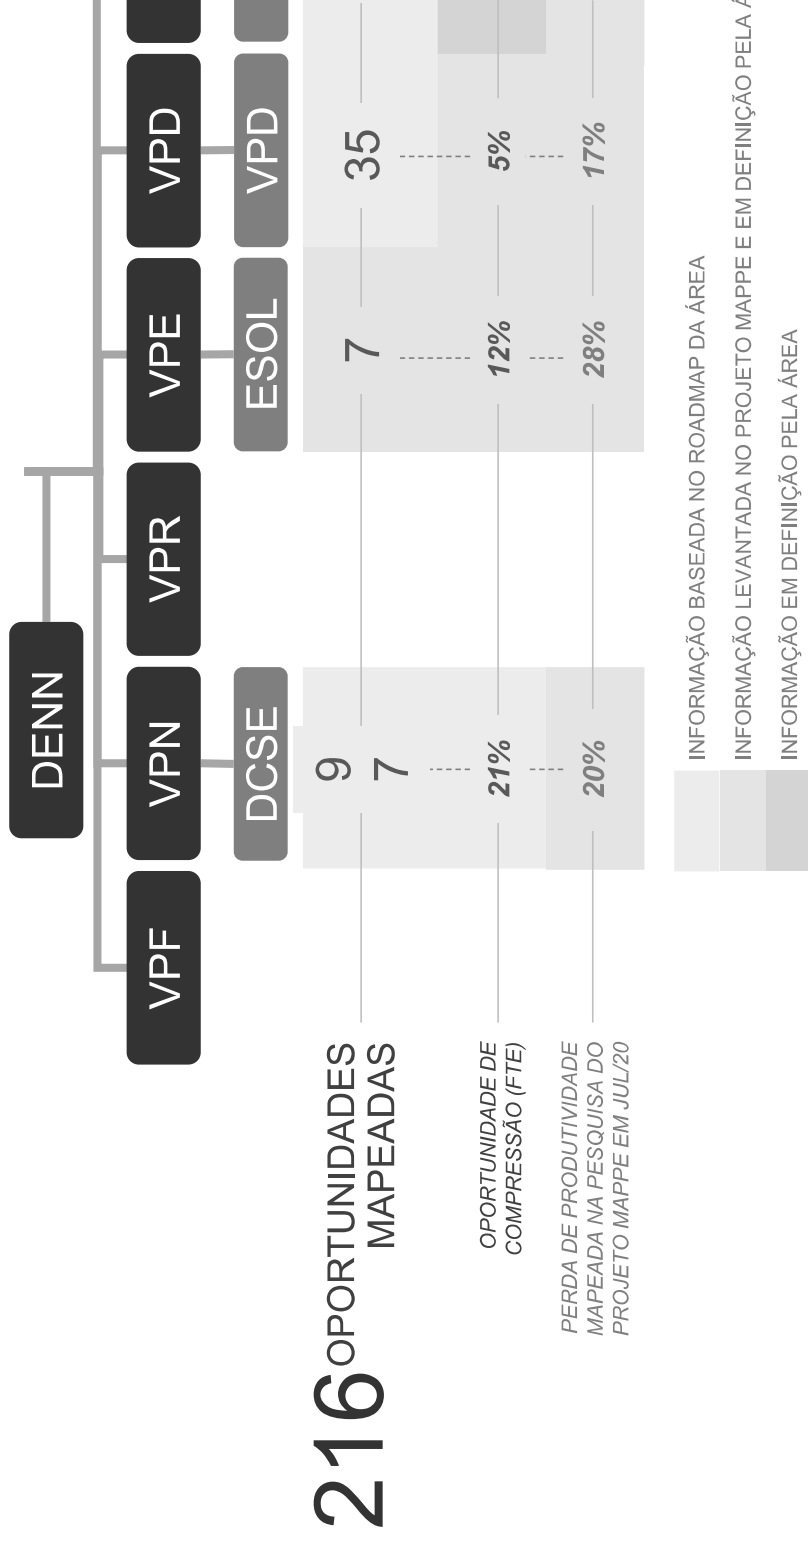 DENN
VPF
VPN
VPR
VPE
VPD
DCSE
ESOL
VPD
216
OPORTUNIDADES
MAPEADAS
9
7
7
35
OPORTUNIDADE DE
COMPRESSÃO (FTE)
21%
12%
5%
PERDA DE PRODUTIVIDADE
MAPEADA NA PESQUISA DO
PROJETO MAPPE EM JUL/20
20%
28%
17%
INFORMAÇÃO BASEADA NO ROADMAP DA ÁREA
INFORMAÇÃO LEVANTADA NO PROJETO MAPPE E EM DEFINIÇÃO PELA Á
INFORMAÇÃO EM DEFINIÇÃO PELA ÁREA